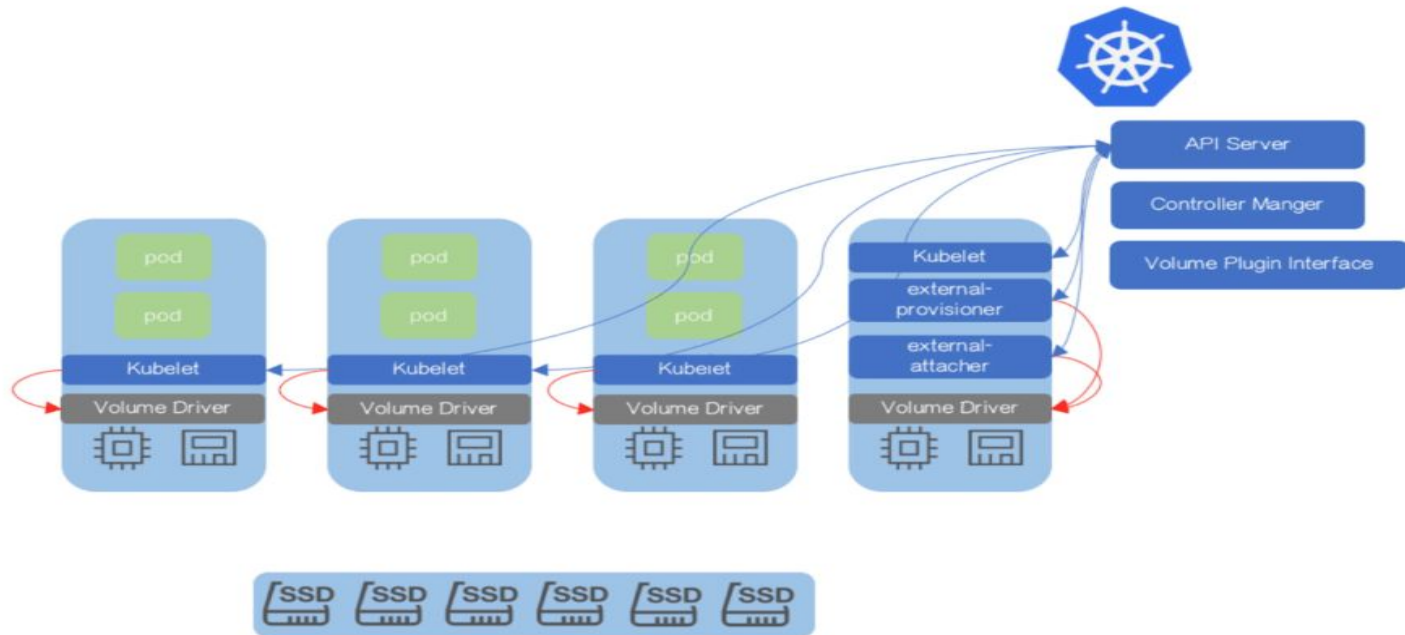 API Server
Controller Manger
Volume Plugin Interface
pod
pod
Kubelet
Volume Driver
pod
pod
Kubelet
Volume Driver
pod
pod
Kubelet
Volume Driver
Kubelet
external-
provisioner
external-
attacher
Volume Driver
SSD
SSD
SSD
SSD
SSD
SSD